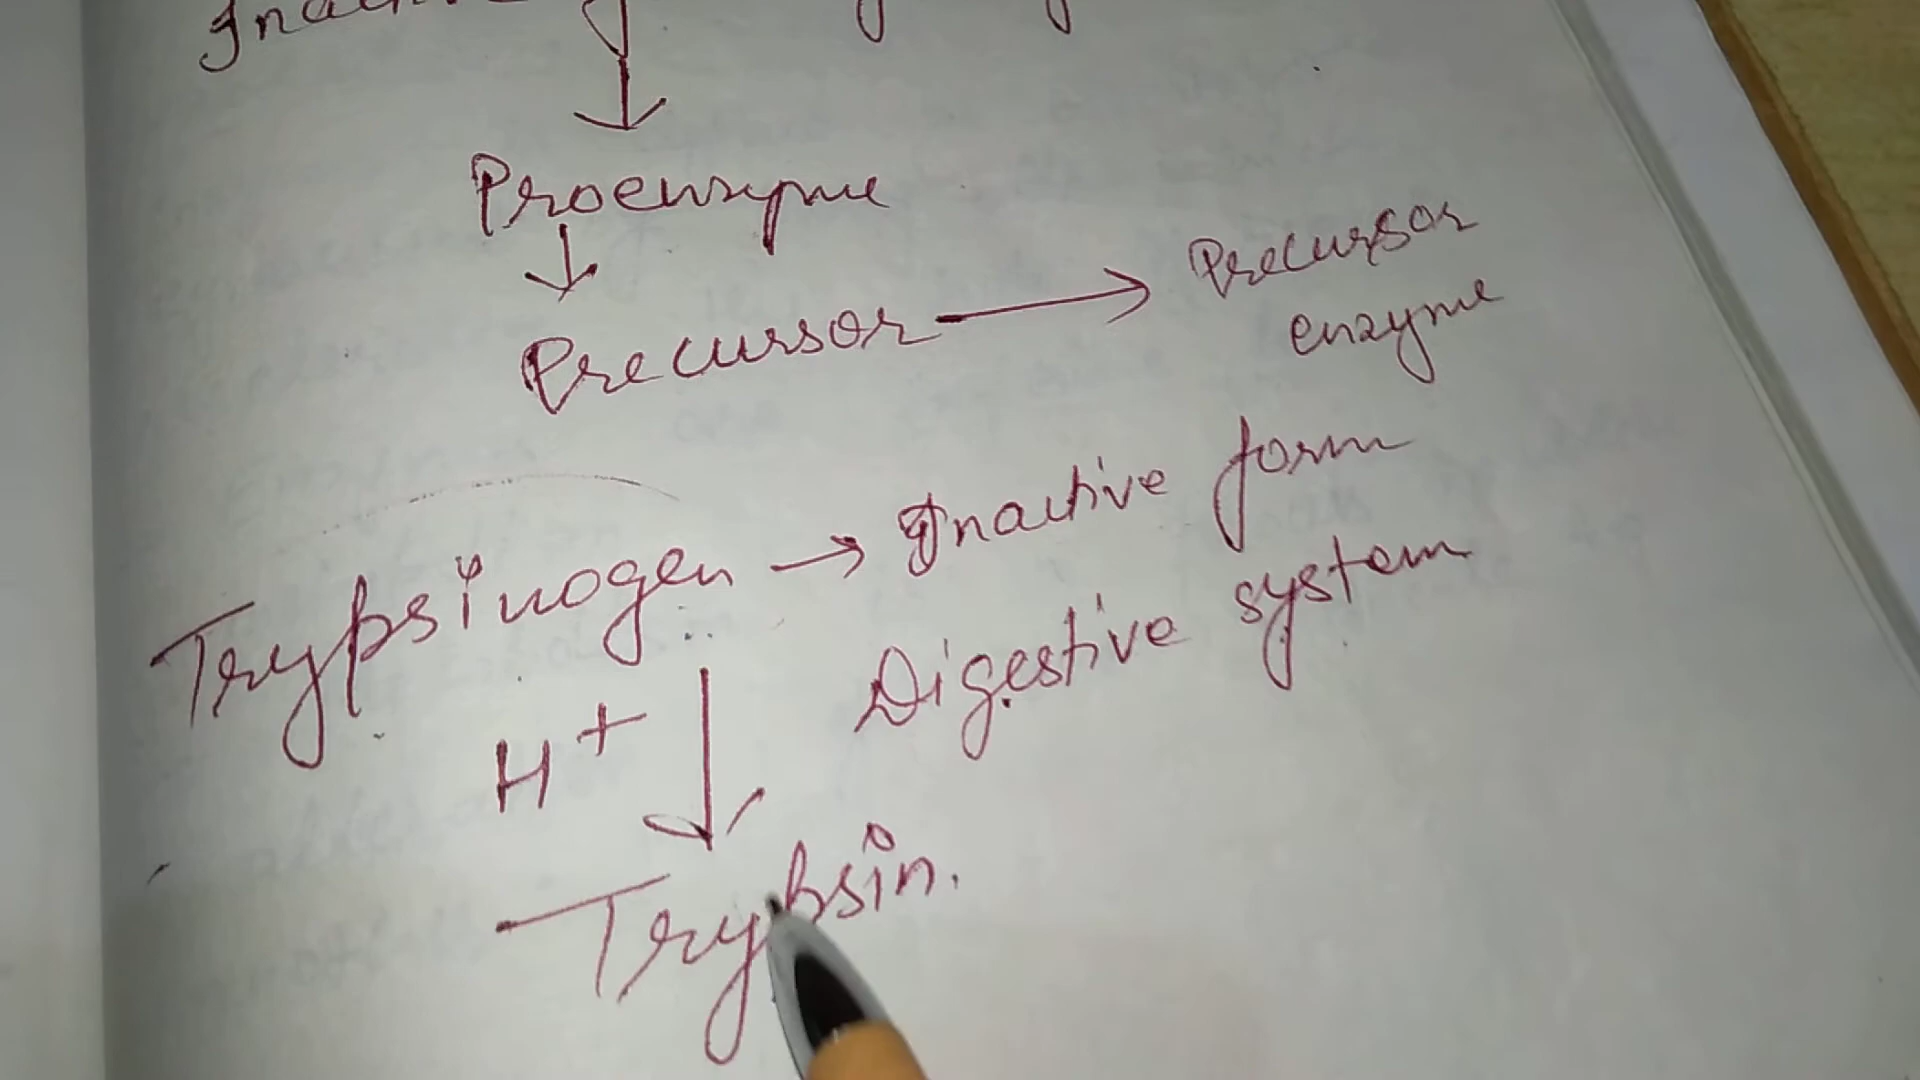 Proenzyme
Precursor → Precursor
enzyme
Trypsinogen → Inactive form
Digestive system
H+
Trypsin.